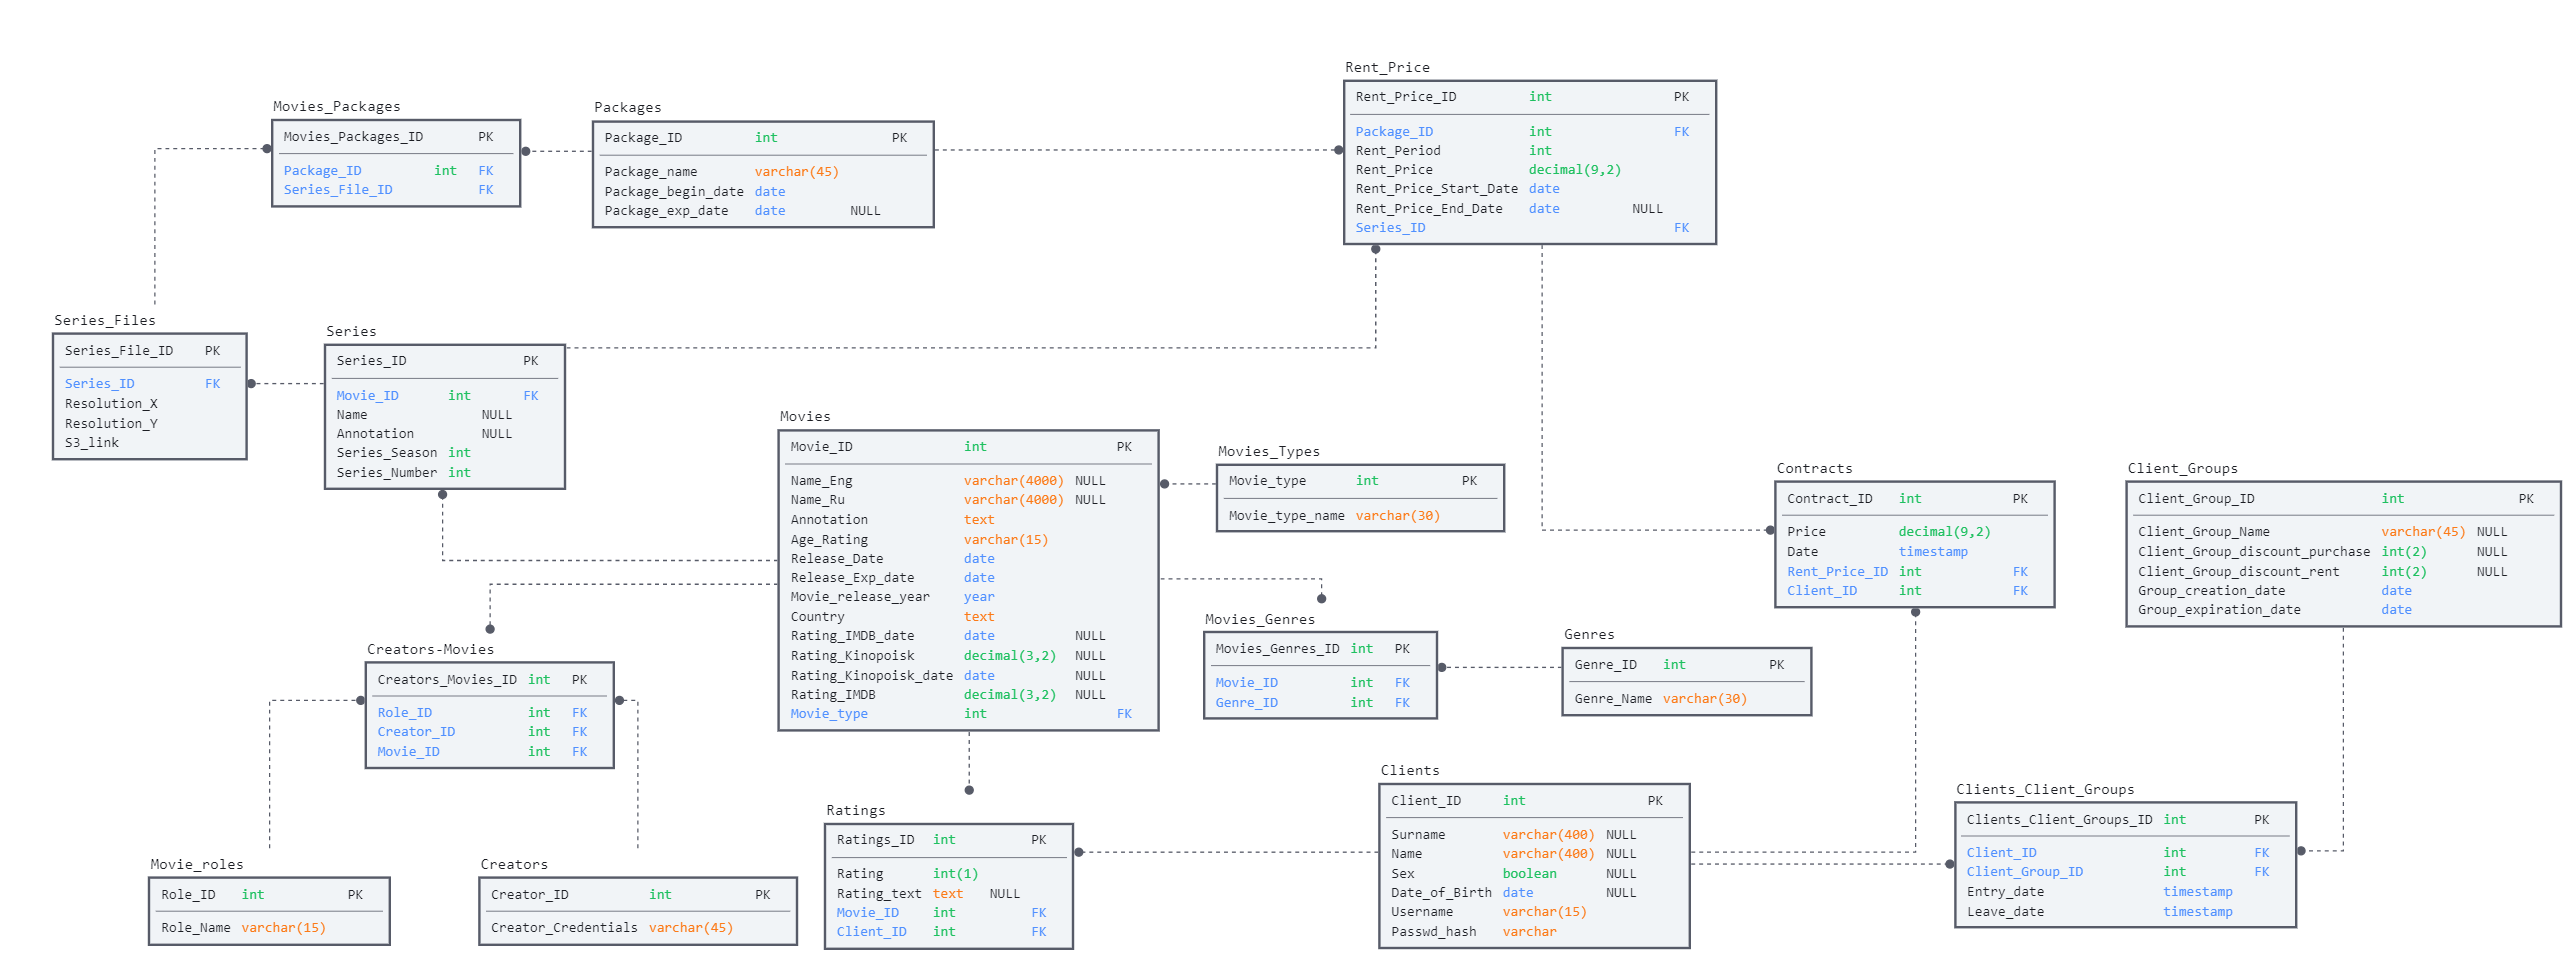 Rent_Price
Rent_Price_ID int PK
Package_ID int FK
Rent_Period int
Rent_Price decimal(9,2)
Rent_Price_Start_Date date
Rent_Price_End_Date date NULL
Series_ID FK
Movies_Packages
Movies_Packages_ID PK
Package_ID int FK
Series_File_ID FK
Packages
Package_ID int PK
Package_name varchar(45)
Package_begin_date date
Package_exp_date date NULL
Series_Files
Series_File_ID PK
Series_ID FK
Resolution_X
Resolution_Y
S3_link
Series
Series_ID PK
Movie_ID int FK
Name NULL
Annotation NULL
Series_Season int
Series_Number int
Movies
Movie_ID int PK
Name_Eng varchar(4000) NULL
Name_Ru varchar(4000) NULL
Annotation text
Age_Rating varchar(15)
Release_Date date
Release_Exp_date date
Movie_release_year year
Country text
Rating_IMDB_date date NULL
Rating_Kinopoisk decimal(3,2) NULL
Rating_Kinopoisk_date date NULL
Rating_IMDB decimal(3,2) NULL
Movie_type int FK
Movies_Types
Movie_type int PK
Movie_type_name varchar(30)
Contracts
Contract_ID int PK
Price decimal(9,2)
Date timestamp
Rent_Price_ID int FK
Client_ID int FK
Client_Groups
Client_Group_ID int PK
Client_Group_Name varchar(45) NULL
Client_Group_discount_purchase int(2) NULL
Client_Group_discount_rent int(2) NULL
Group_creation_date date
Group_expiration_date date
Movies_Genres
Movies_Genres_ID int PK
Movie_ID int FK
Genre_ID int FK
Genres
Genre_ID int PK
Genre_Name varchar(30)
Creators-Movies
Creators_Movies_ID int PK
Role_ID int FK
Creator_ID int FK
Movie_ID int FK
Movie_roles
Role_ID int PK
Role_Name varchar(15)
Creators
Creator_ID int PK
Creator_Credentials varchar(45)
Ratings
Ratings_ID int PK
Rating int(1)
Rating_text text NULL
Movie_ID int FK
Client_ID int FK
Clients
Client_ID int PK
Surname varchar(400) NULL
Name varchar(400) NULL
Sex boolean NULL
Date_of_Birth date NULL
Username varchar(15)
Passwd_hash varchar
Clients_Client_Groups
Clients_Client_Groups_ID int PK
Client_ID int FK
Client_Group_ID int FK
Entry_date timestamp
Leave_date timestamp